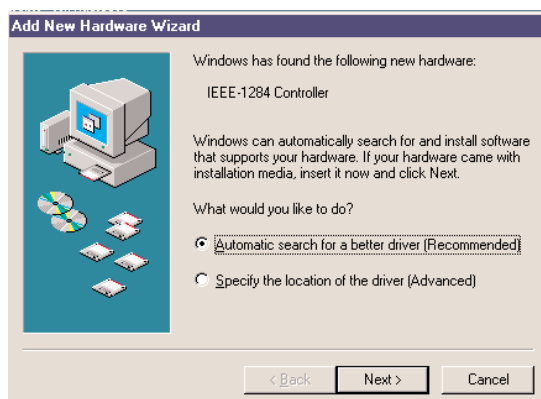 Add New Hardware Wizard
Windows has found the following new hardware:
IEEE-1284 Controller
Windows can automatically search for and install software
that supports your hardware. If your hardware came with
installation media, insert it now and click Next.
What would you like to do?
Automatic search for a better driver (Recommended)
Specify the location of the driver (Advanced)
< Back
Next >
Cancel